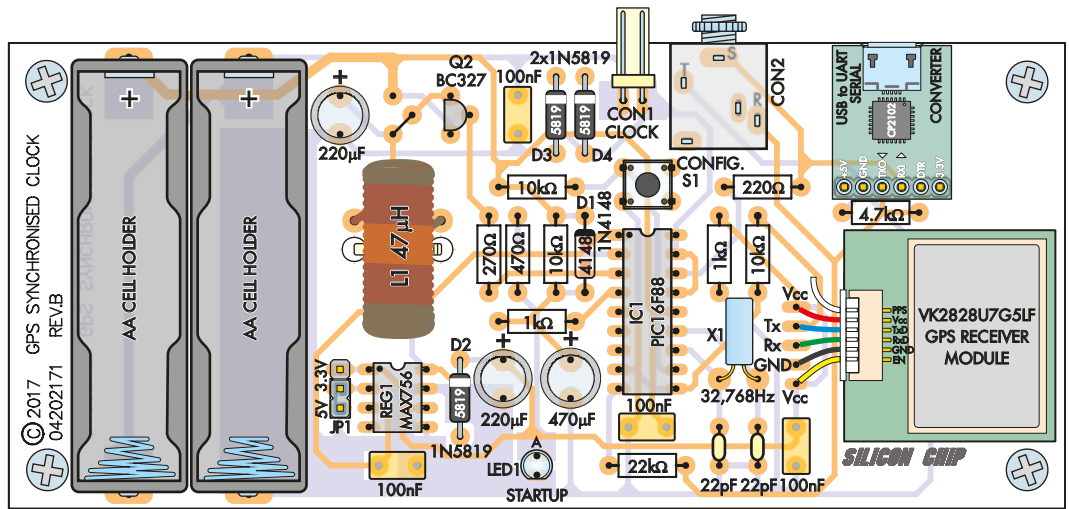 ©2017 GPS SYNCHRONISED CLOCK
04202171 REV.B
+
AA CELL HOLDER
+
AA CELL HOLDER
+
220µF
Q2
BC327
100nF
2x1N5819
5819
5819
D3
D4
CON1
CLOCK
T
S
R
CON2
USB to UART
SERIAL
CONVERTER
CP2102
+5V
GND
TXO
RXI
DTR
3.3V
CONFIG.
S1
10kΩ
220Ω
4.7kΩ
L1 47µH
270Ω
470Ω
10kΩ
D1
4148
1N4148
IC1
PIC16F88
1kΩ
10kΩ
1kΩ
X1
32,768Hz
Vcc
Tx
Rx
GND
Vcc
PPS
Vcc
TxD
RxD
GND
EN
VK2828U7G5LF
GPS RECEIVER
MODULE
5V 3.3V
JP1
REG1
MAX756
D2
5819
1N5819
+
220µF
+
470µF
100nF
100nF
A
LED1
STARTUP
22kΩ
22pF
22pF
100nF
SILICON CHIP